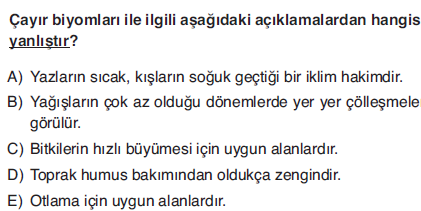 Çayır biyomları ile ilgili aşağıdaki açıklamalardan hangis
yanlıştır?
A) Yazların sıcak, kışların soğuk geçtiği bir iklim hakimdir.
B) Yağışların çok az olduğu dönemlerde yer yer çölleşmele
görülür.
C) Bitkilerin hızlı büyümesi için uygun alanlardır.
D) Toprak humus bakımından oldukça zengindir.
E) Otlama için uygun alanlardır.